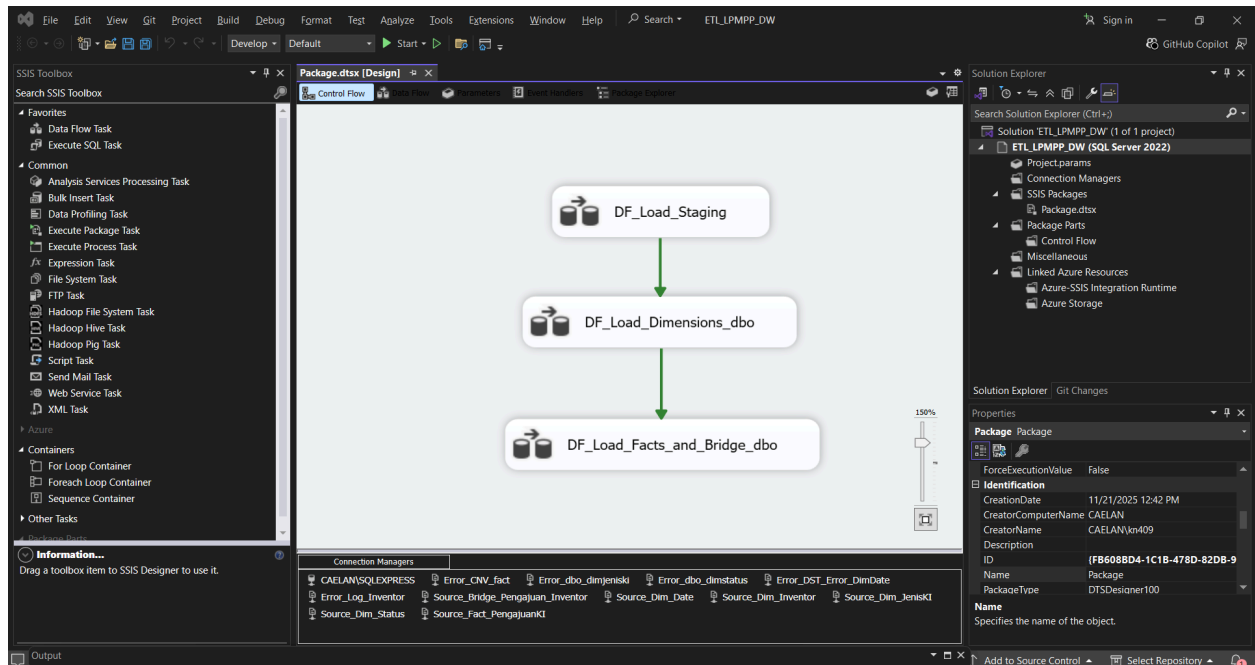 File Edit View Git Project Build Debug Format Test Analyze Tools Extensions Window Help Search ETL_LPMPP_DW Sign in
Develop Default Start GitHub Copilot
SSIS Toolbox
Search SSIS Toolbox
Favorites
Data Flow Task
Execute SQL Task
Common
Analysis Services Processing Task
Bulk Insert Task
Data Profiling Task
Execute Package Task
Execute Process Task
Expression Task
File System Task
FTP Task
Hadoop File System Task
Hadoop Hive Task
Hadoop Pig Task
Script Task
Send Mail Task
Web Service Task
XML Task
Azure
Containers
For Loop Container
Foreach Loop Container
Sequence Container
Other Tasks
Package Parts
Information...
Drag a toolbox item to SSIS Designer to use it.
Package.dtsx [Design]
Control Flow Data Flow Parameters Event Handlers Package Explorer
DF_Load_Staging
DF_Load_Dimensions_dbo
DF_Load_Facts_and_Bridge_dbo
150%
Connection Managers
CAELAN\SQLEXPRESS Error_CNV_fact Error_dbo_dimjeniski Error_dbo_dimstatus Error_DST_Error_DimDate
Error_Log_Inventor Source_Bridge_Pengajuan_Inventor Source_Dim_Date Source_Dim_Inventor Source_Dim_JenisKI
Source_Dim_Status Source_Fact_PengajuanKI
Solution Explorer
Search Solution Explorer (Ctrl+;)
Solution 'ETL_LPMPP_DW' (1 of 1 project)
ETL_LPMPP_DW (SQL Server 2022)
Project.params
Connection Managers
SSIS Packages
Package.dtsx
Package Parts
Control Flow
Miscellaneous
Linked Azure Resources
Azure-SSIS Integration Runtime
Azure Storage
Solution Explorer Git Changes
Properties
Package Package
ForceExecutionValue False
Identification
CreationDate 11/21/2025 12:42 PM
CreatorComputerName CAELAN
CreatorName CAELAN\kn409
Description
ID {FB608BD4-1C1B-478D-82DB-9
Name Package
PackageType DTSDesigner100
Name
Specifies the name of the object.
Output
Add to Source Control Select Repository